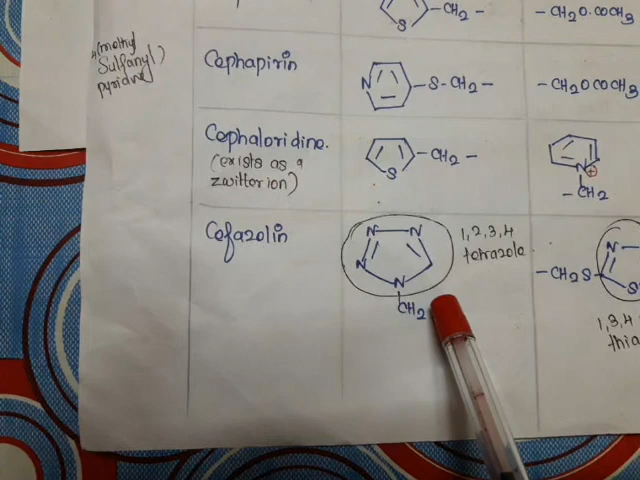 S -CH2-
-CH2O.COCH3
(methyl
Sulfanyl)
pyridine
Cephapirin
N -S-CH2-
-CH2OCOCH3
Cephaloridine.
(exists as a
zwitterion)
S -CH2-
N
-CH2
Cefazolin
N N
N
N
CH2
1,2,3,4
tetrazole.
N
-CH2S-
S
1,3,4
thia